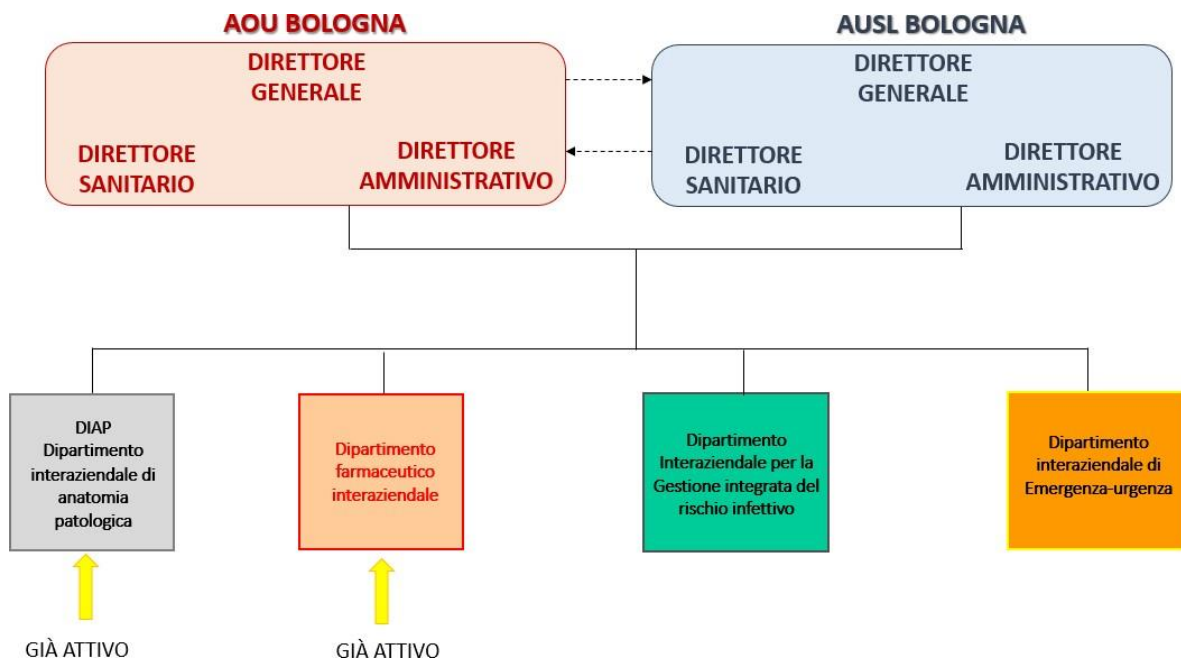 AOU BOLOGNA
DIRETTORE
GENERALE
DIRETTORE
SANITARIO
DIRETTORE
AMMINISTRATIVO
AUSL BOLOGNA
DIRETTORE
GENERALE
DIRETTORE
SANITARIO
DIRETTORE
AMMINISTRATIVO
DIAP
Dipartimento
interaziendale di
anatomia
patologica
Dipartimento
farmaceutico
interaziendale
Dipartimento
Interaziendale per la
Gestione integrata del
rischio infettivo
Dipartimento
interaziendale di
Emergenza-urgenza
GIÀ ATTIVO
GIÀ ATTIVO